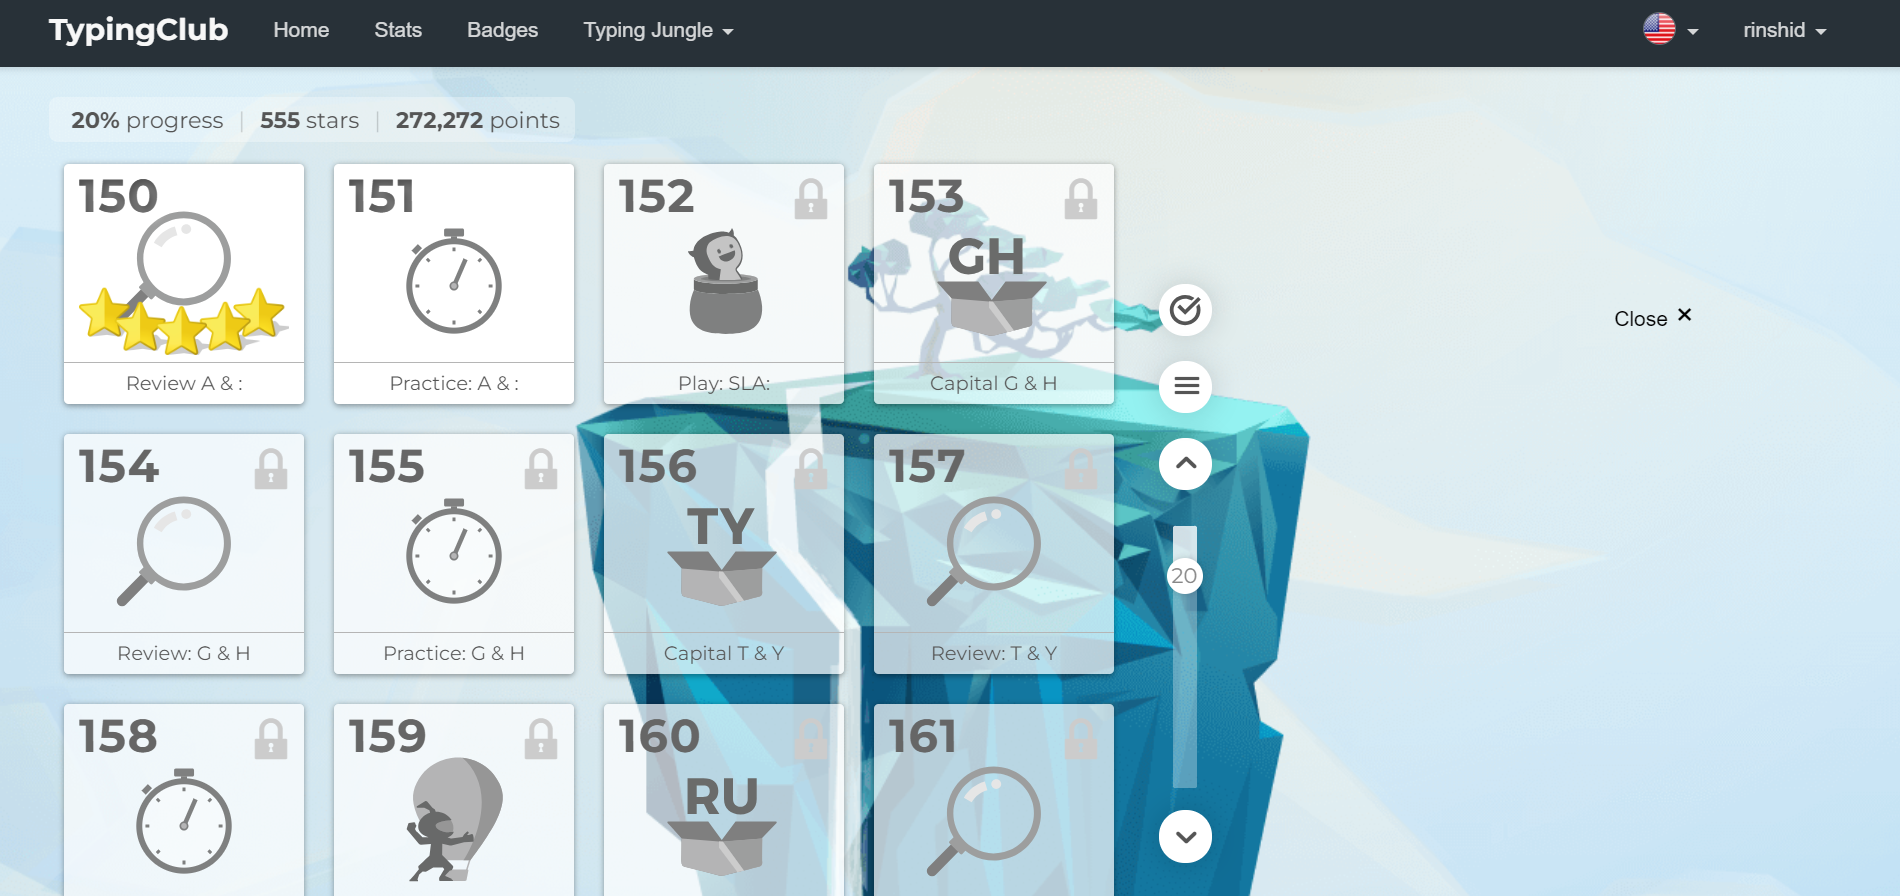 TypingClub Home Stats Badges Typing Jungle rinshid
20% progress | 555 stars | 272,272 points
150 151 152 153
GH
Review A & : Practice: A & : Play: SLA: Capital G & H
Close ×
154 155 156 157
TY
Review: G & H Practice: G & H Capital T & Y Review: T & Y
20
158 159 160 161
RU